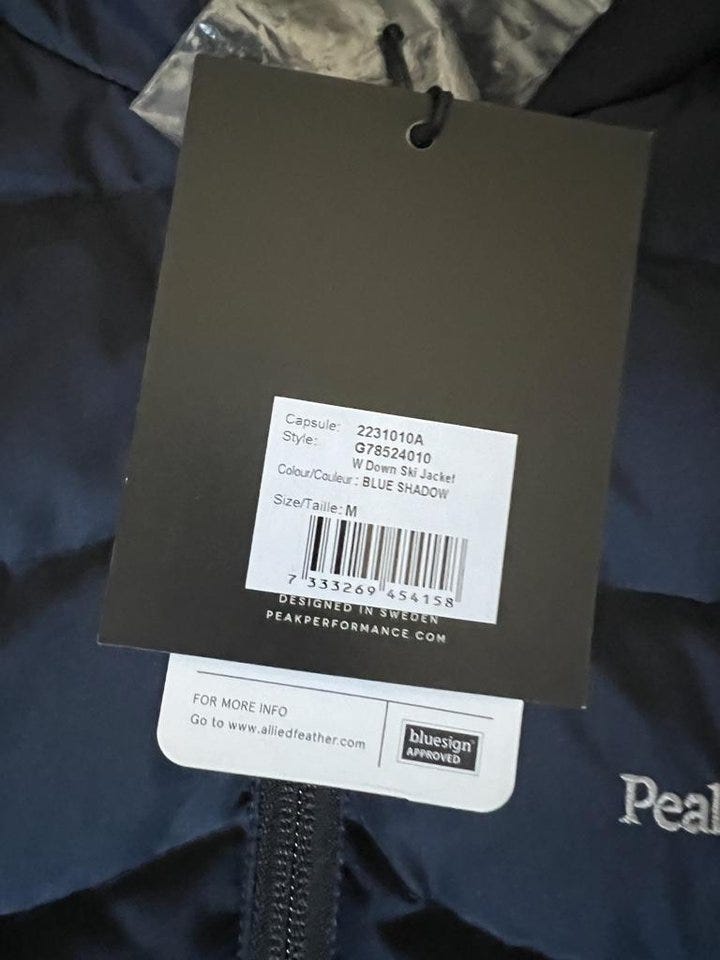 Capsule: 2231010A
Style: G78524010
W Down Ski Jacket
Colour/Couleur : BLUE SHADOW
Size/Taille: M
7 333269 454158
DESIGNED IN SWEDEN
PEAKPERFORMANCE.COM
FOR MORE INFO
Go to www.alliedfeather.com
bluesign®
APPROVED
Peak